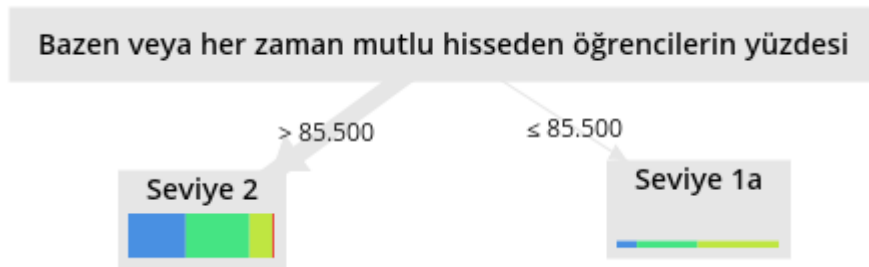 Bazen veya her zaman mutlu hisseden öğrencilerin yüzdesi
> 85.500
≤ 85.500
Seviye 2
Seviye 1a